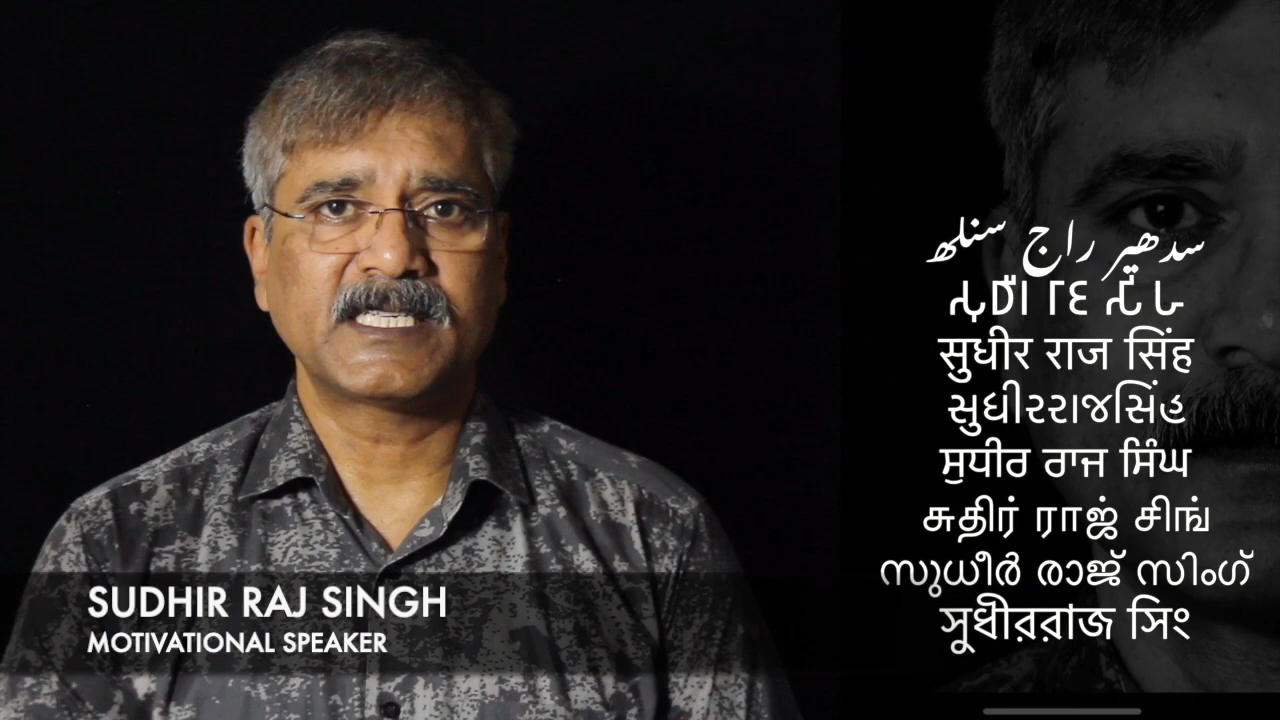 SUDHIR RAJ SINGH
MOTIVATIONAL SPEAKER
سدھیر راج سنلھ
𑀲𑀼𑀥𑀻𑀭 𑀭𑀸𑀚 𑀲𑀺𑀁𑀳
सुधीर राज सिंह
સુધીરરાજસિંહ
ਸੁਧੀਰ ਰਾਜ ਸਿੰਘ
சுதிர் ராஜ் சிங்
സുധീർ രാജ് സിംഗ്
সুধীররাজ সিং